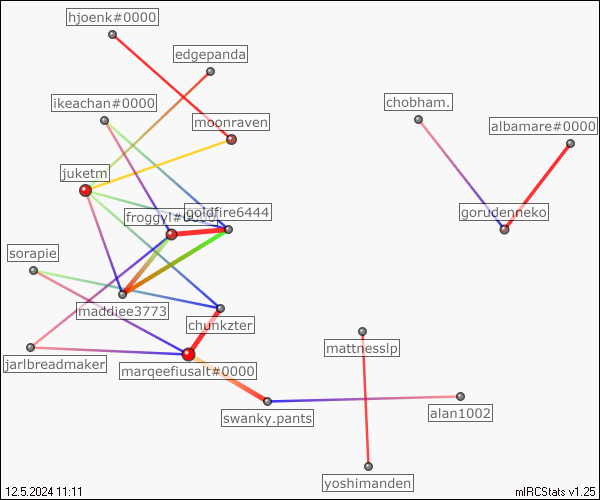 hjoenk#0000
edgepanda
ikeachan#0000
chobham.
moonraven
albamare#0000
juketm
goldfire6444
froggyl#0000
gorudenneko
sorapie
maddiee3773
chunkzter
mattnesslp
jarlbreadmaker
marqeefiusalt#0000
swanky.pants
alan1002
yoshimanden
12.5.2024 11:11
mIRCStats v1.25